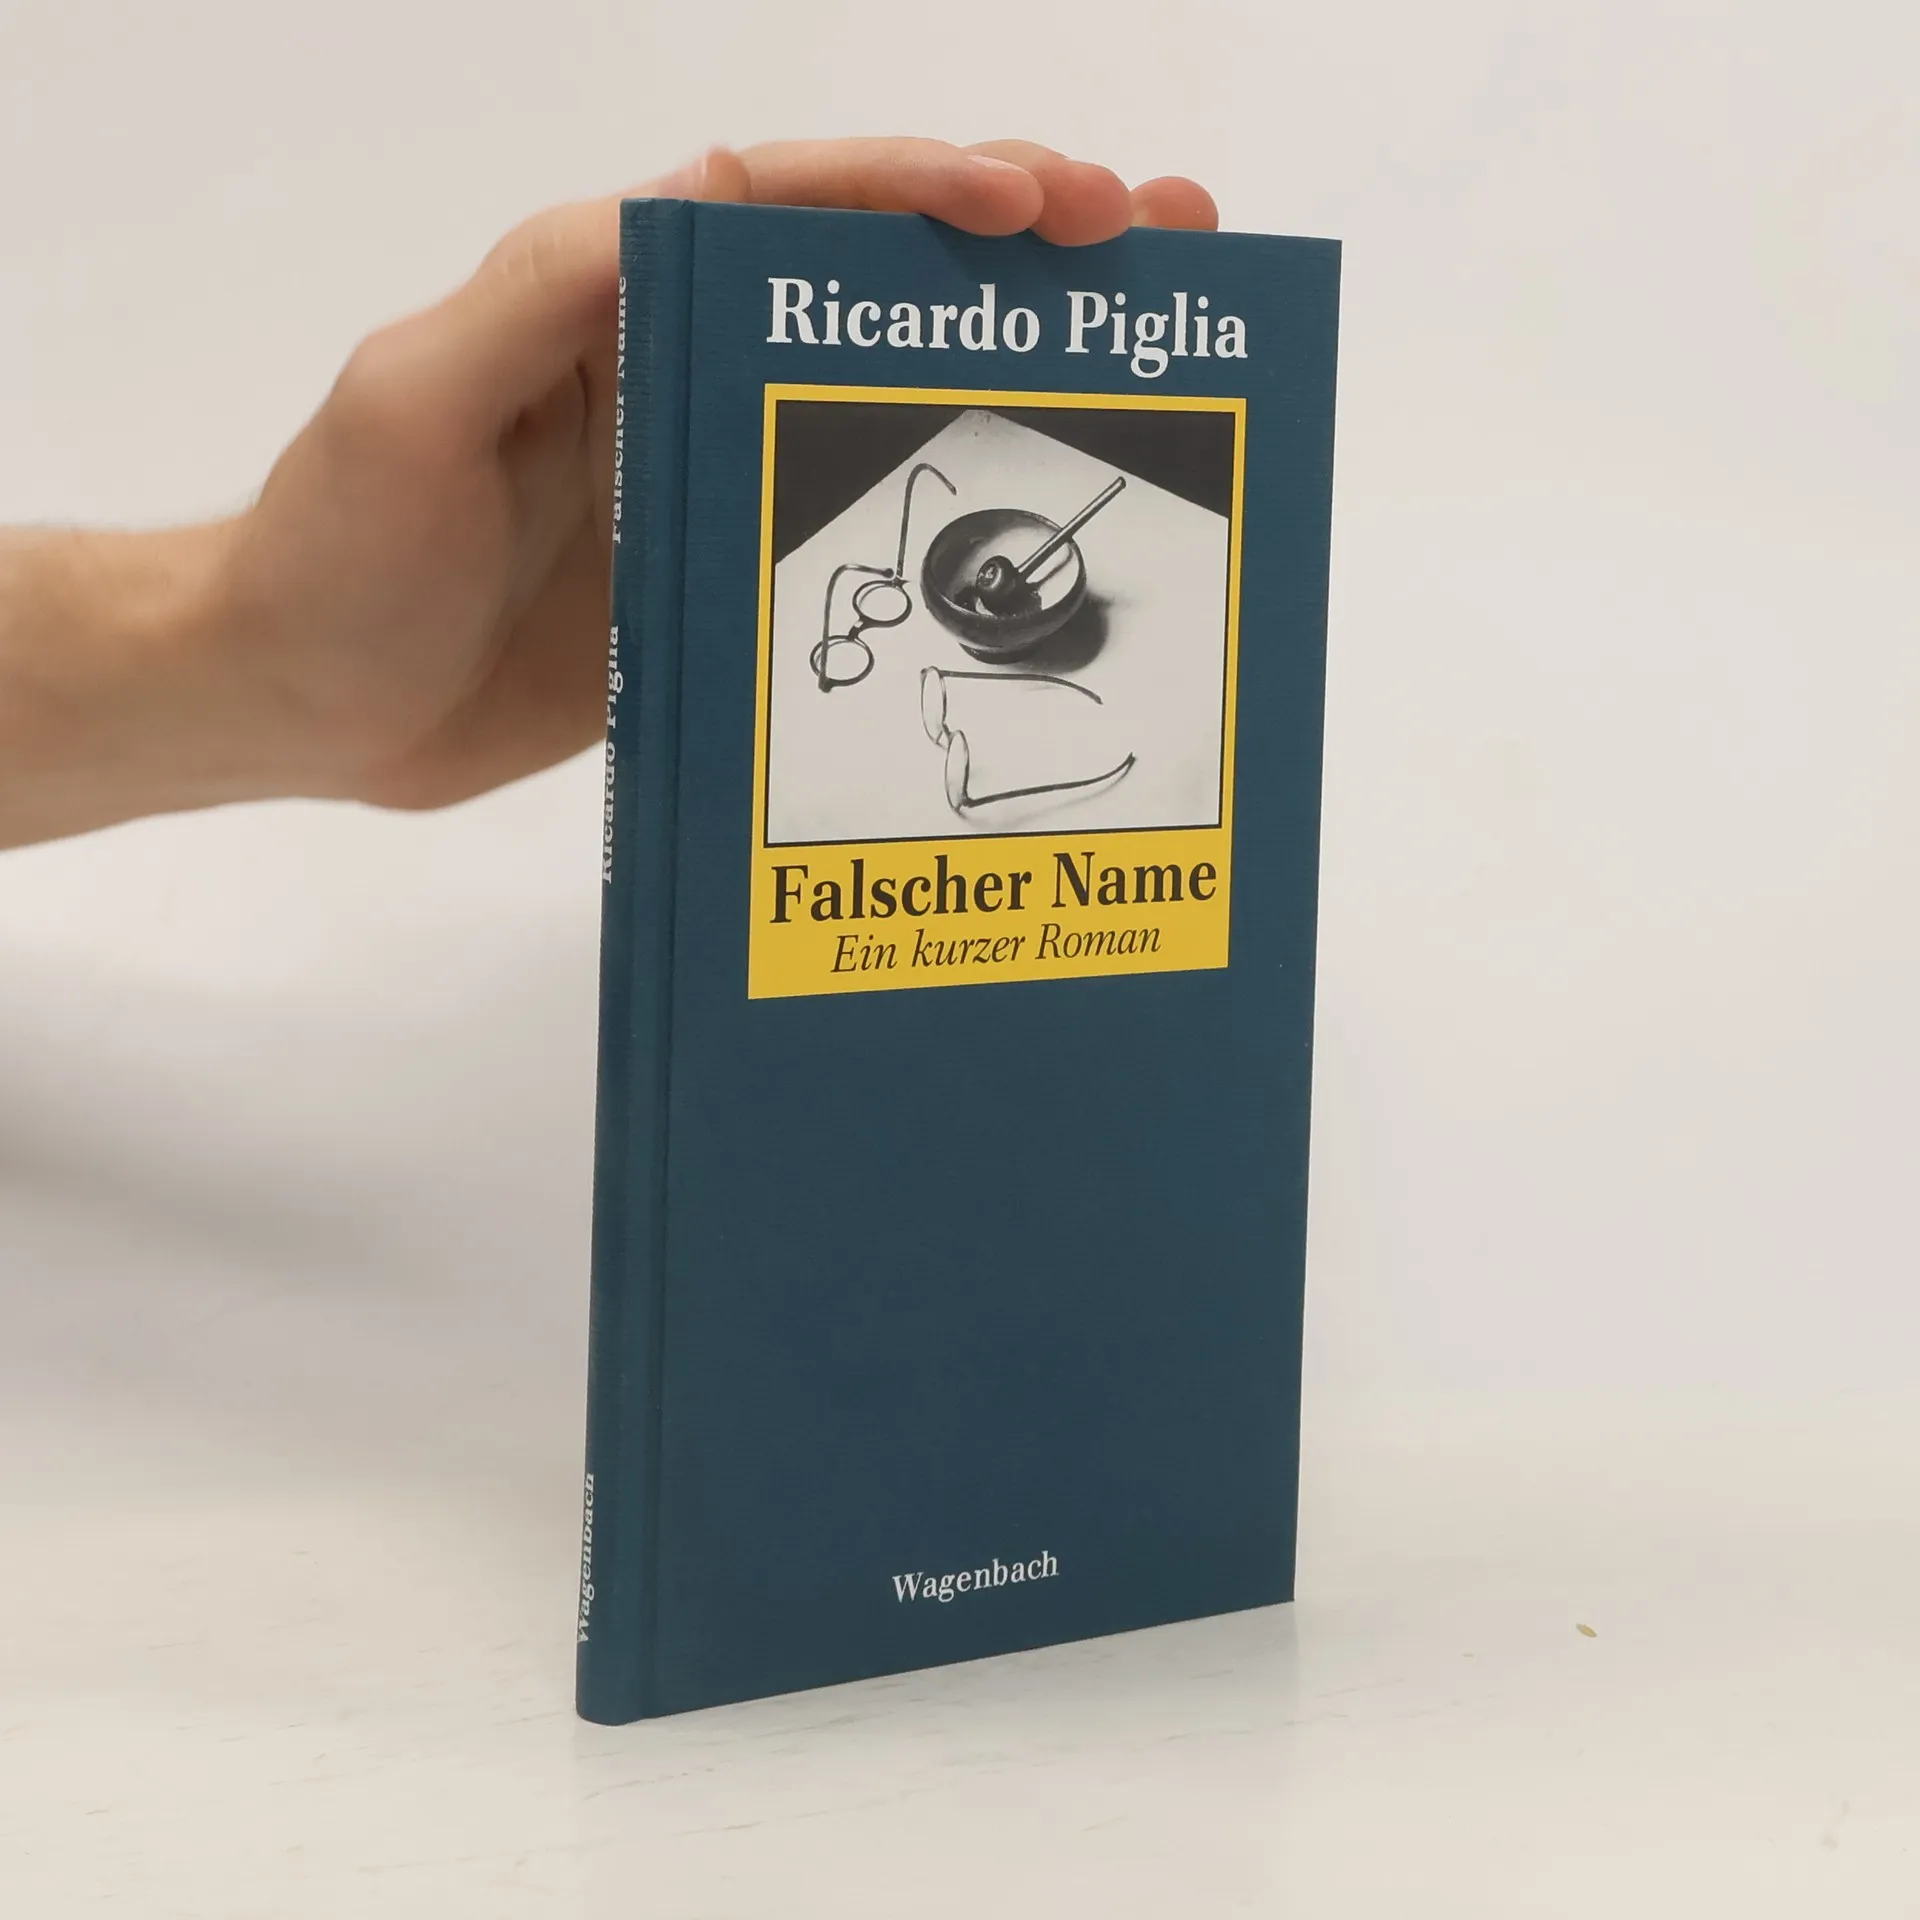 Ricardo Piglia
Falscher Name
Ein kurzer Roman
Wagenbach
Wagenbach
Ricardo Piglia
Falscher Name